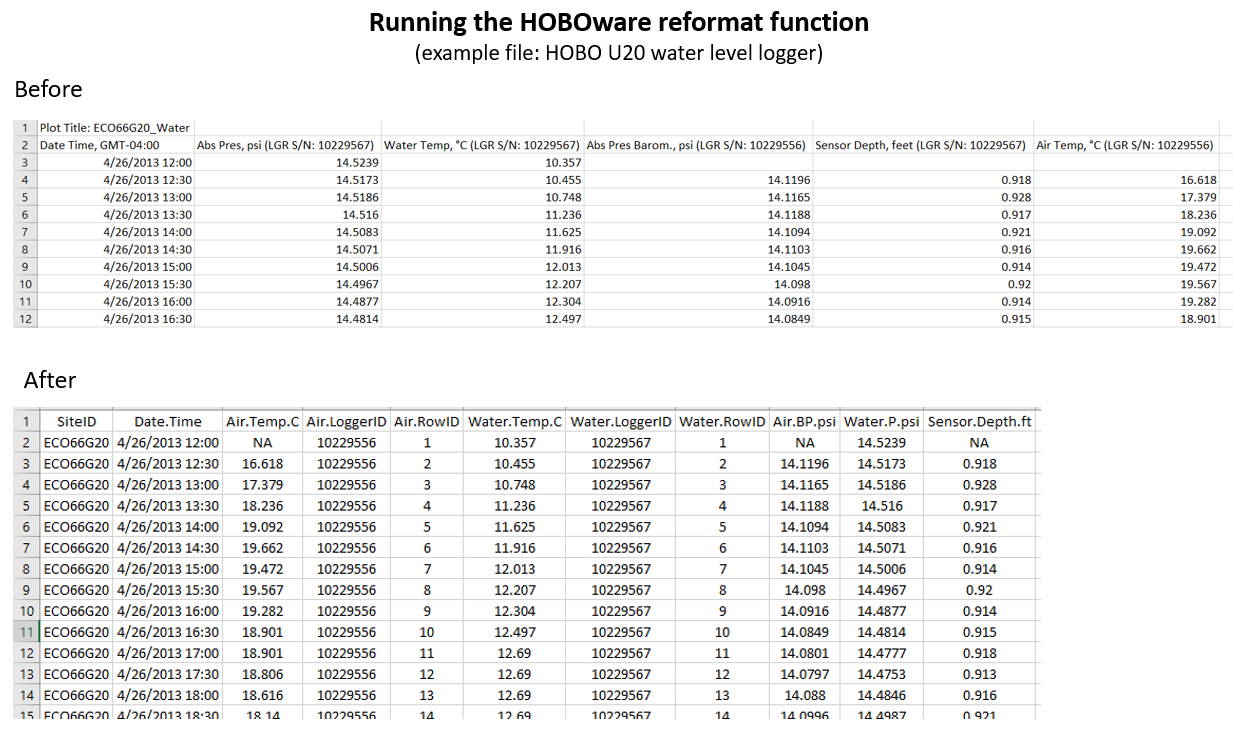 Running the HOBOware reformat function
(example file: HOBO U20 water level logger)
Before
1 Plot Title: ECO66G20_Water
2 Date Time, GMT-04:00 Abs Pres, psi (LGR S/N: 10229567) Water Temp, °C (LGR S/N: 10229567) Abs Pres Barom., psi (LGR S/N: 10229556) Sensor Depth, feet (LGR S/N: 10229567) Air Temp, °C (LGR S/N: 10229556)
3 4/26/2013 12:00 14.5239 10.357
4 4/26/2013 12:30 14.5173 10.455 14.1196 0.918 16.618
5 4/26/2013 13:00 14.5186 10.748 14.1165 0.928 17.379
6 4/26/2013 13:30 14.516 11.236 14.1188 0.917 18.236
7 4/26/2013 14:00 14.5083 11.625 14.1094 0.921 19.092
8 4/26/2013 14:30 14.5071 11.916 14.1103 0.916 19.662
9 4/26/2013 15:00 14.5006 12.013 14.1045 0.914 19.472
10 4/26/2013 15:30 14.4967 12.207 14.098 0.92 19.567
11 4/26/2013 16:00 14.4877 12.304 14.0916 0.914 19.282
12 4/26/2013 16:30 14.4814 12.497 14.0849 0.915 18.901
After
1 SiteID Date.Time Air.Temp.C Air.LoggerID Air.RowID Water.Temp.C Water.LoggerID Water.RowID Air.BP.psi Water.P.psi Sensor.Depth.ft
2 ECO66G20 4/26/2013 12:00 NA 10229556 1 10.357 10229567 1 NA 14.5239 NA
3 ECO66G20 4/26/2013 12:30 16.618 10229556 2 10.455 10229567 2 14.1196 14.5173 0.918
4 ECO66G20 4/26/2013 13:00 17.379 10229556 3 10.748 10229567 3 14.1165 14.5186 0.928
5 ECO66G20 4/26/2013 13:30 18.236 10229556 4 11.236 10229567 4 14.1188 14.516 0.917
6 ECO66G20 4/26/2013 14:00 19.092 10229556 5 11.625 10229567 5 14.1094 14.5083 0.921
7 ECO66G20 4/26/2013 14:30 19.662 10229556 6 11.916 10229567 6 14.1103 14.5071 0.916
8 ECO66G20 4/26/2013 15:00 19.472 10229556 7 12.013 10229567 7 14.1045 14.5006 0.914
9 ECO66G20 4/26/2013 15:30 19.567 10229556 8 12.207 10229567 8 14.098 14.4967 0.92
10 ECO66G20 4/26/2013 16:00 19.282 10229556 9 12.304 10229567 9 14.0916 14.4877 0.914
11 ECO66G20 4/26/2013 16:30 18.901 10229556 10 12.497 10229567 10 14.0849 14.4814 0.915
12 ECO66G20 4/26/2013 17:00 18.901 10229556 11 12.69 10229567 11 14.0801 14.4777 0.918
13 ECO66G20 4/26/2013 17:30 18.806 10229556 12 12.69 10229567 12 14.0797 14.4753 0.913
14 ECO66G20 4/26/2013 18:00 18.616 10229556 13 12.69 10229567 13 14.088 14.4846 0.916
15 ECO66G20 4/26/2013 18:30 18.14 10229556 14 12.69 10229567 14 14.0996 14.4987 0.921